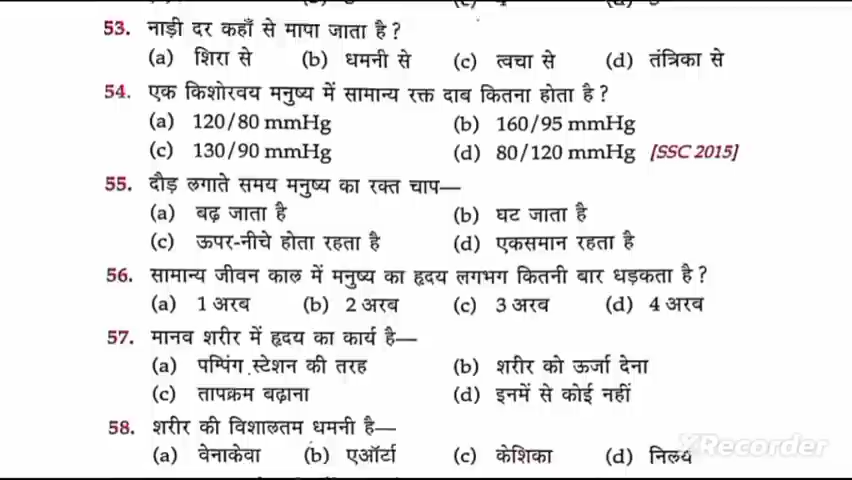 53. नाड़ी दर कहाँ से मापा जाता है ?
(a) शिरा से (b) धमनी से (c) त्वचा से (d) तंत्रिका से
54. एक किशोरवय मनुष्य में सामान्य रक्त दाब कितना होता है ?
(a) 120/80 mmHg (b) 160/95 mmHg
(c) 130/90 mmHg (d) 80/120 mmHg [SSC 2015]
55. दौड़ लगाते समय मनुष्य का रक्त चाप—
(a) बढ़ जाता है (b) घट जाता है
(c) ऊपर-नीचे होता रहता है (d) एकसमान रहता है
56. सामान्य जीवन काल में मनुष्य का हृदय लगभग कितनी बार धड़कता है ?
(a) 1 अरब (b) 2 अरब (c) 3 अरब (d) 4 अरब
57. मानव शरीर में हृदय का कार्य है—
(a) पम्पिंग स्टेशन की तरह (b) शरीर को ऊर्जा देना
(c) तापक्रम बढ़ाना (d) इनमें से कोई नहीं
58. शरीर की विशालतम धमनी है—
(a) वेनाकेवा (b) एऑर्टा (c) केशिका (d) निलय
XRecorder